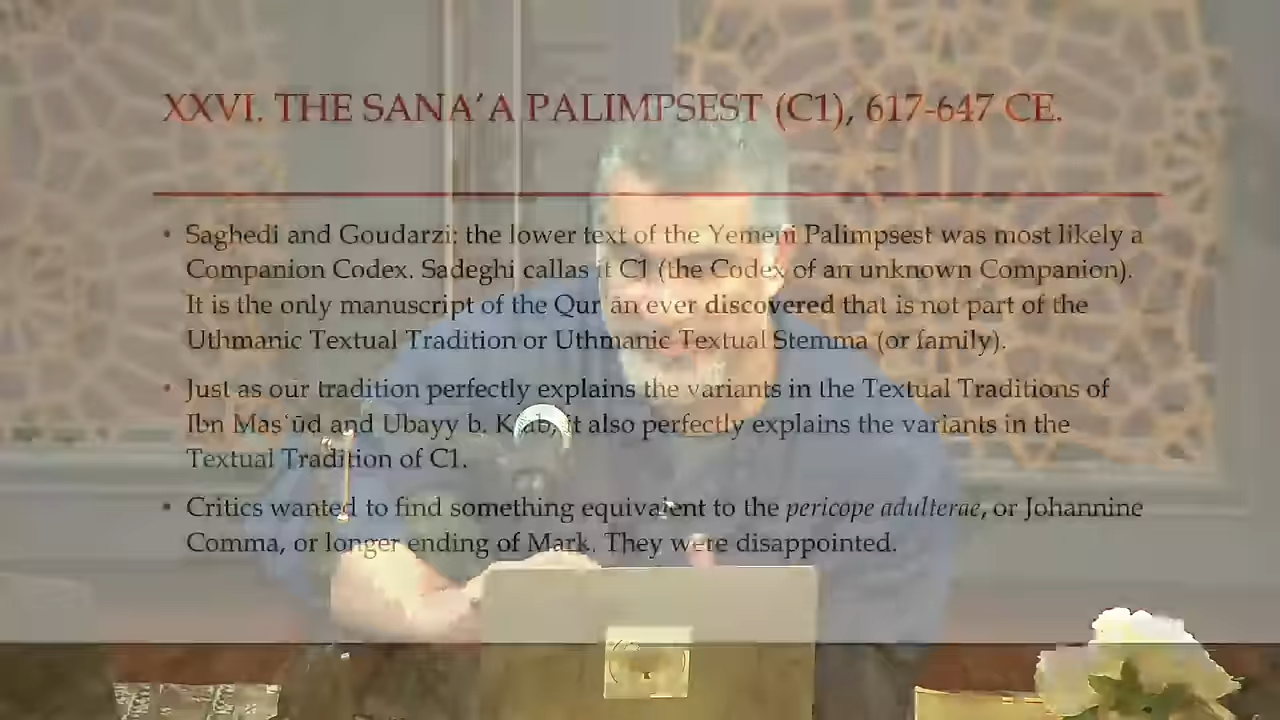 XXVI. THE SANA'A PALIMPSEST (C1), 617-647 CE.
• Saghedi and Goudarzi: the lower text of the Yemeni Palimpsest was most likely a
Companion Codex. Sadeghi callas it C1 (the Codex of an unknown Companion).
It is the only manuscript of the Qurʾān ever discovered that is not part of the
Uthmanic Textual Tradition or Uthmanic Textual Stemma (or family).
• Just as our tradition perfectly explains the variants in the Textual Traditions of
Ibn Masʿūd and Ubayy b. Kʿab, it also perfectly explains the variants in the
Textual Tradition of C1.
• Critics wanted to find something equivalent to the pericope adulterae, or Johannine
Comma, or longer ending of Mark. They were disappointed.